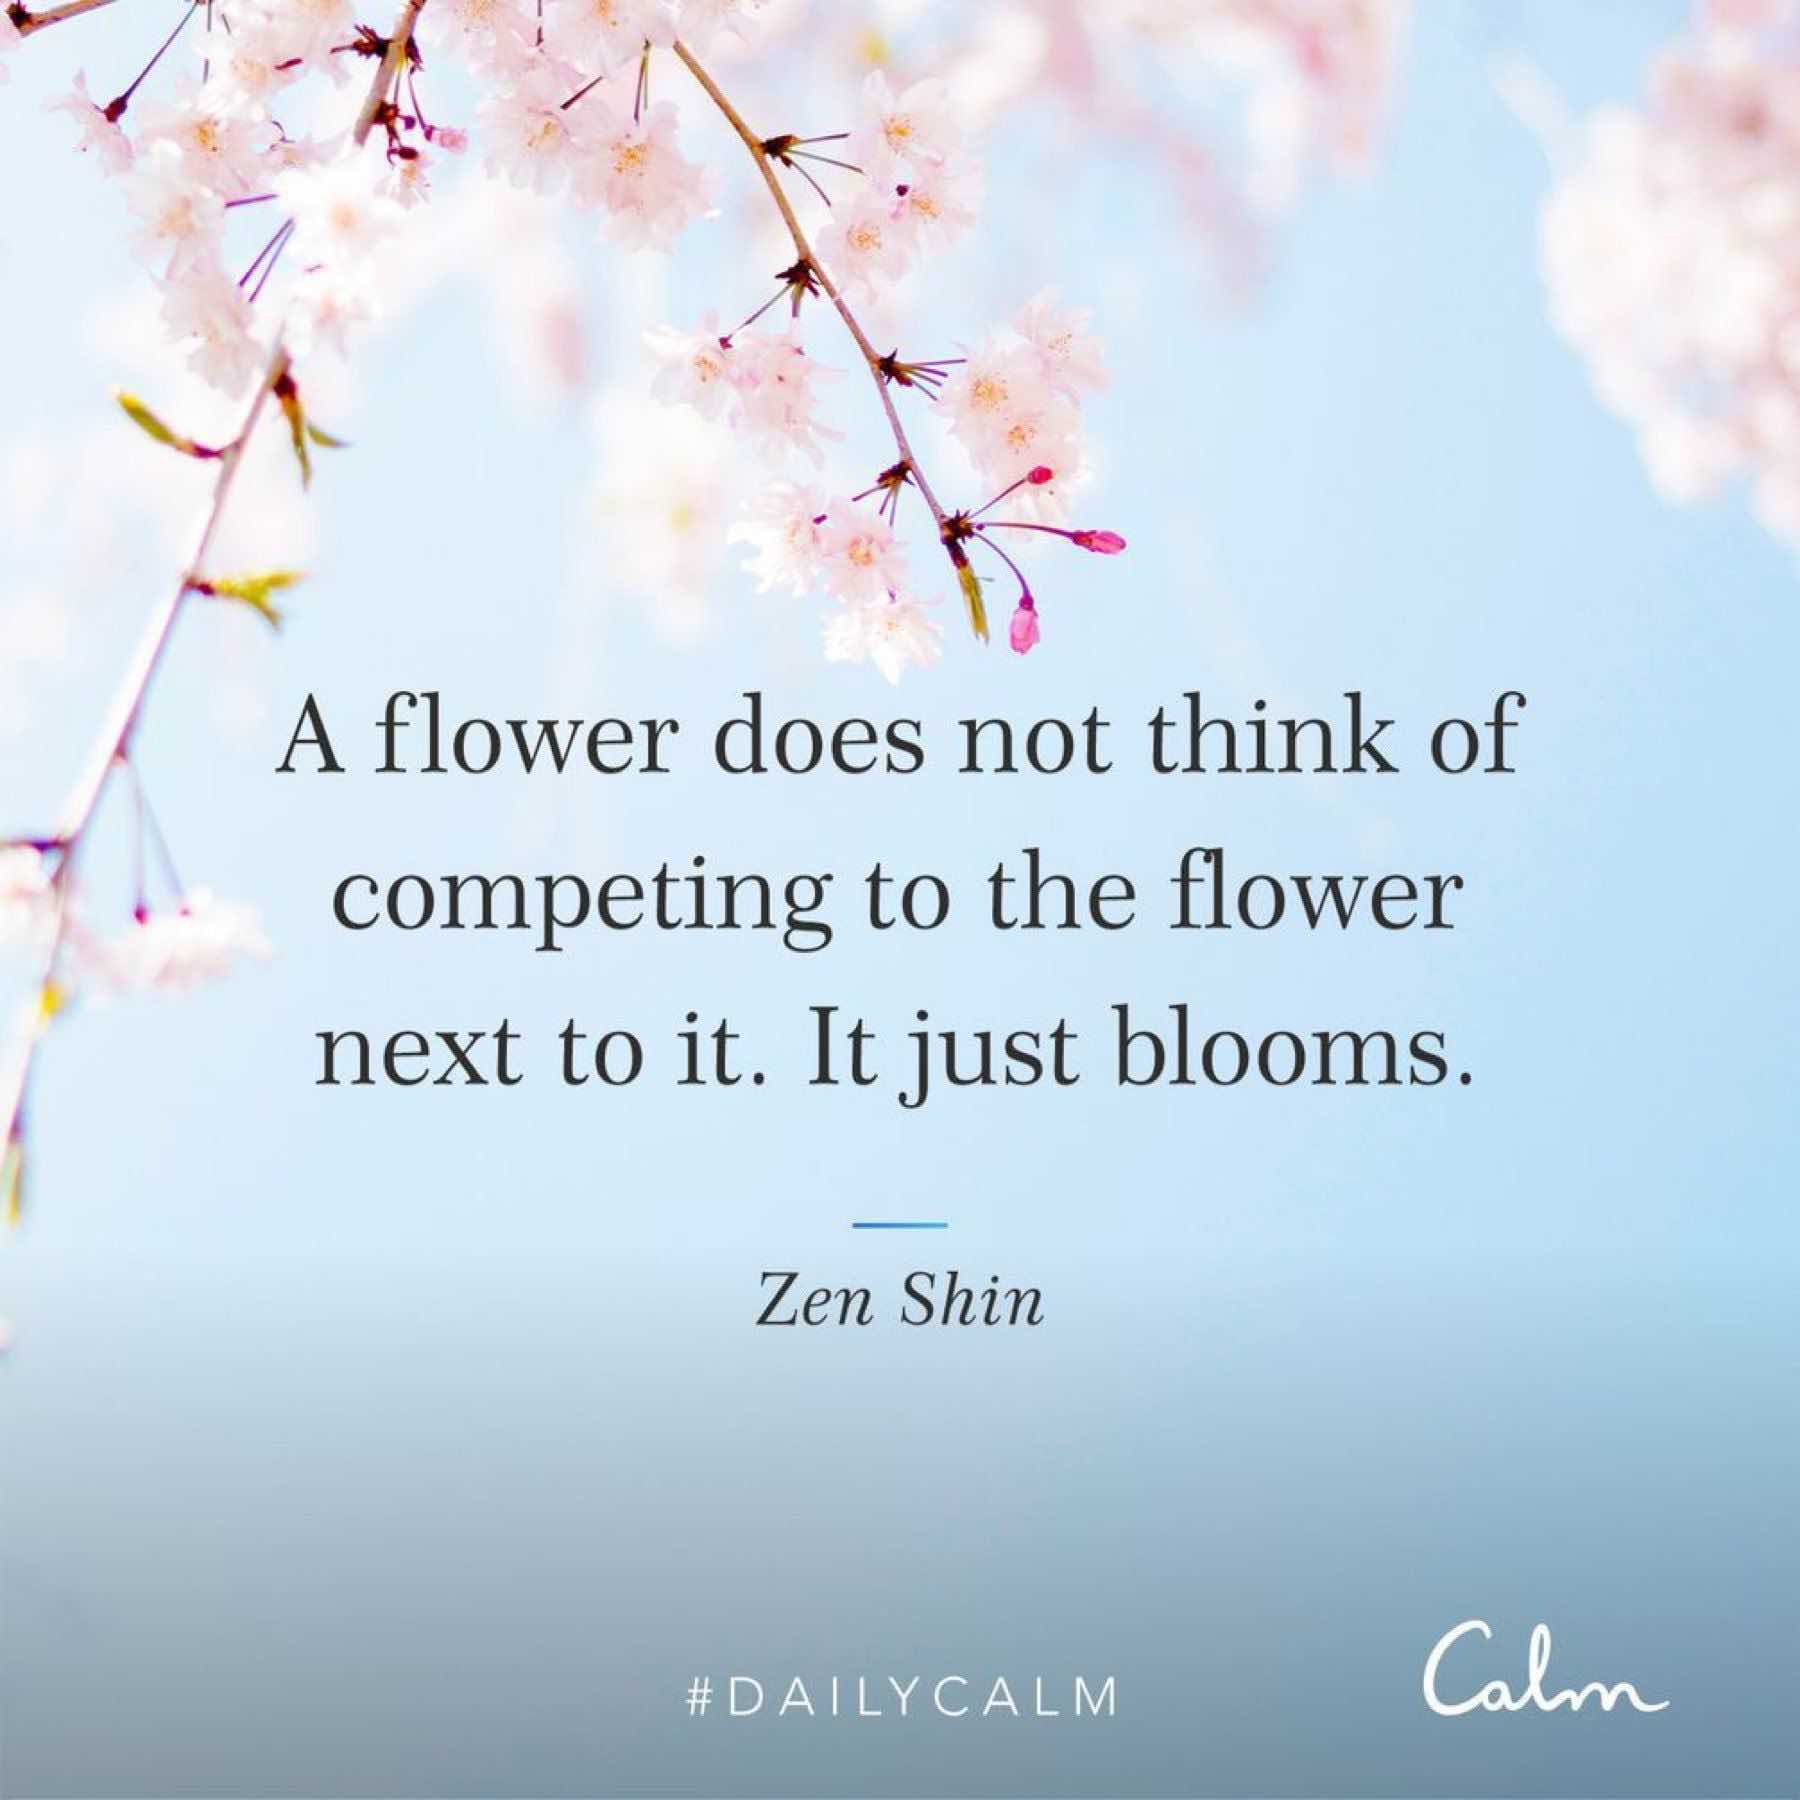 A flower does not think of
competing to the flower
next to it. It just blooms.
Zen Shin
#DAILYCALM
Calm